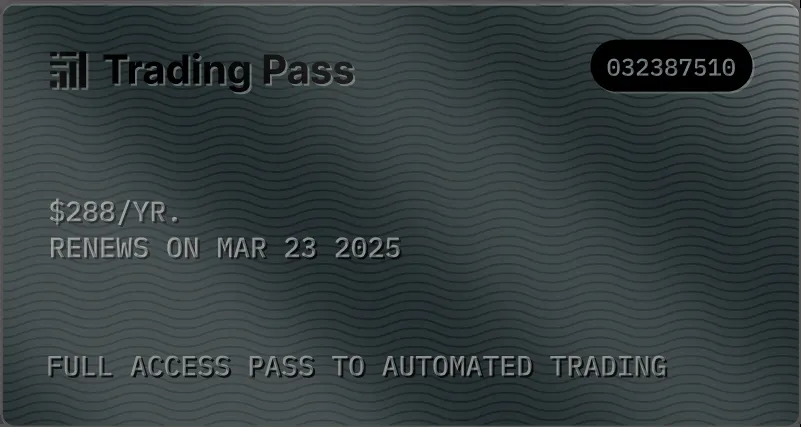 Trading Pass
032387510
$288/YR.
RENEWS ON MAR 23 2025
FULL ACCESS PASS TO AUTOMATED TRADING